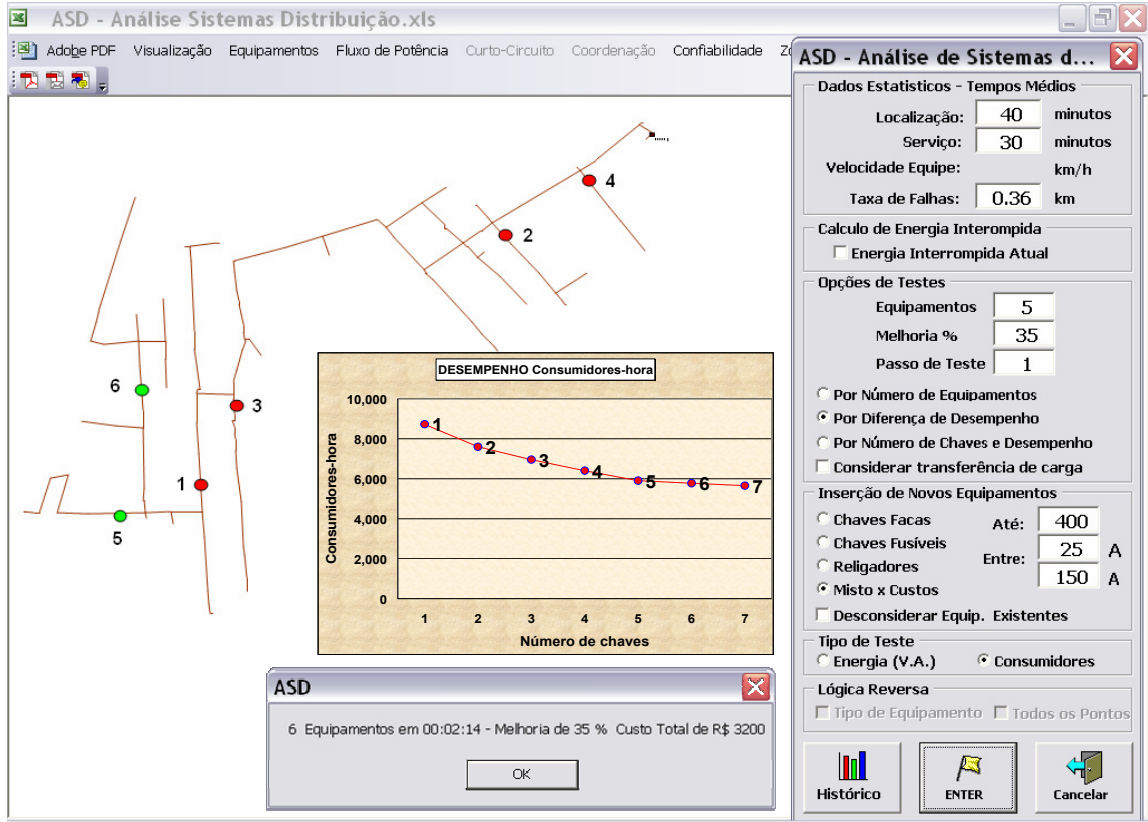 ASD - Análise Sistemas Distribuição.xls
Adobe PDF Visualização Equipamentos Fluxo de Potência Curto-Circuito Coordenação Confiabilidade
ASD - Análise de Sistemas d...
Dados Estatisticos - Tempos Médios
Localização: 40 minutos
Serviço: 30 minutos
Velocidade Equipe: km/h
Taxa de Falhas: 0.36 km
Calculo de Energia Interompida
Energia Interrompida Atual
Opções de Testes
Equipamentos 5
Melhoria % 35
Passo de Teste 1
Por Número de Equipamentos
Por Diferença de Desempenho
Por Número de Chaves e Desempenho
Considerar transferência de carga
Inserção de Novos Equipamentos
Chaves Facas Até: 400
Chaves Fusíveis
Entre: 25 A
Religadores
150 A
Misto x Custos
Desconsiderar Equip. Existentes
Tipo de Teste
Energia (V.A.) Consumidores
Lógica Reversa
Tipo de Equipamento Todos os Pontos
Histórico ENTER Cancelar
4
2
6
3
1
5
DESEMPENHO Consumidores-hora
10,000
8,000
6,000
4,000
2,000
0
Consumidores-hora
1 2 3 4 5 6 7
1 2 3 4 5 6 7
Número de chaves
ASD
6 Equipamentos em 00:02:14 - Melhoria de 35 % Custo Total de R$ 3200
OK